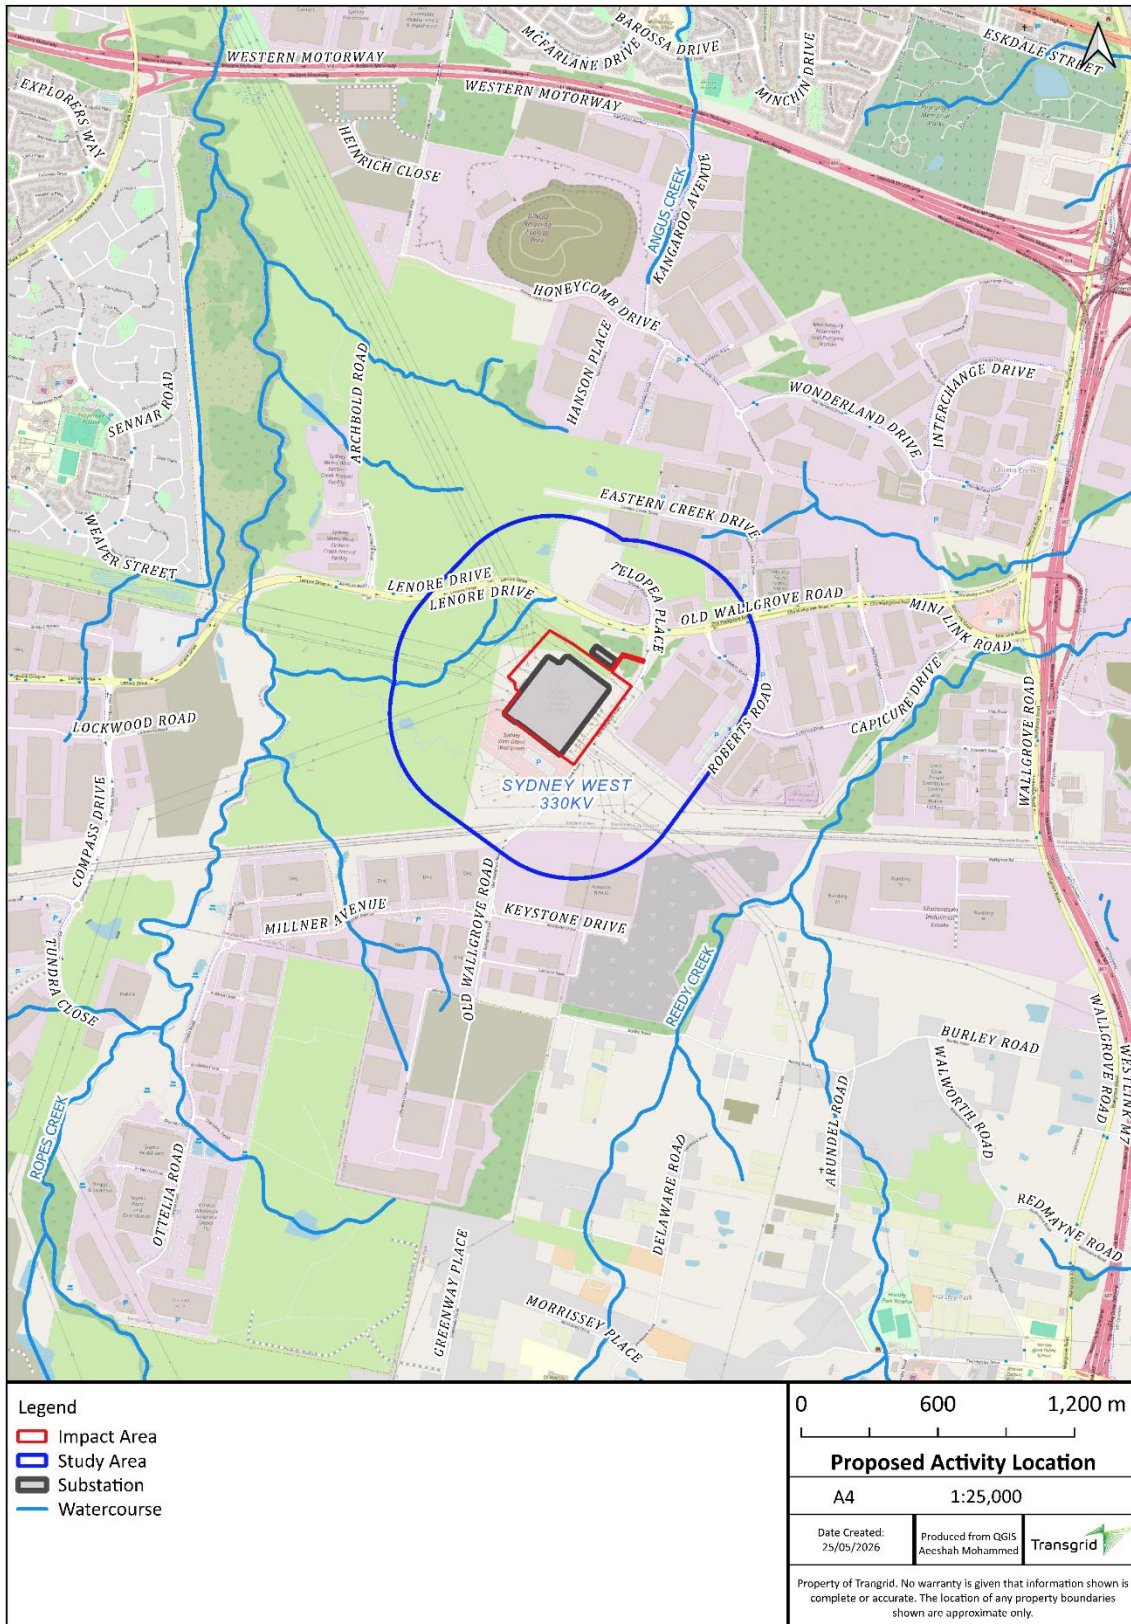 ESKDALE STREET
BAROSSA DRIVE
MCFARLANE DRIVE
MINCHIN DRIVE
WESTERN MOTORWAY
WESTERN MOTORWAY
EXPLORERS WAY
HEINRICH CLOSE
ANGUS CREEK
KANGAROO AVENUE
HONEYCOMB DRIVE
HANSON PLACE
ARCHBOLD ROAD
SENNAR ROAD
WONDERLAND DRIVE
INTERCHANGE DRIVE
EASTERN CREEK DRIVE
WEAVER STREET
LENORE DRIVE
LENORE DRIVE
TELOPEA PLACE
OLD WALLGROVE ROAD
MINI LINK ROAD
CAPICURE DRIVE
ROBERTS ROAD
WALLGROVE ROAD
LOCKWOOD ROAD
SYDNEY WEST
330KV
COMPASS DRIVE
MILLNER AVENUE
OLD WALLGROVE ROAD
KEYSTONE DRIVE
TUNDRA CLOSE
REEDY CREEK
BURLEY ROAD
WALWORTH ROAD
WALLGROVE ROAD
WESTLINK M7
ROPES CREEK
OTTELIA ROAD
ARUNDEL ROAD
DELAWARE ROAD
REDMAYNE ROAD
GREENWAY PLACE
MORRISSEY PLACE
Legend
Impact Area
Study Area
Substation
Watercourse
0 600 1,200 m
Proposed Activity Location
A4 1:25,000
Date Created:
25/05/2026
Produced from QGIS
Aeeshah Mohammed
Transgrid
Property of Trangrid. No warranty is given that information shown is
complete or accurate. The location of any property boundaries
shown are approximate only.